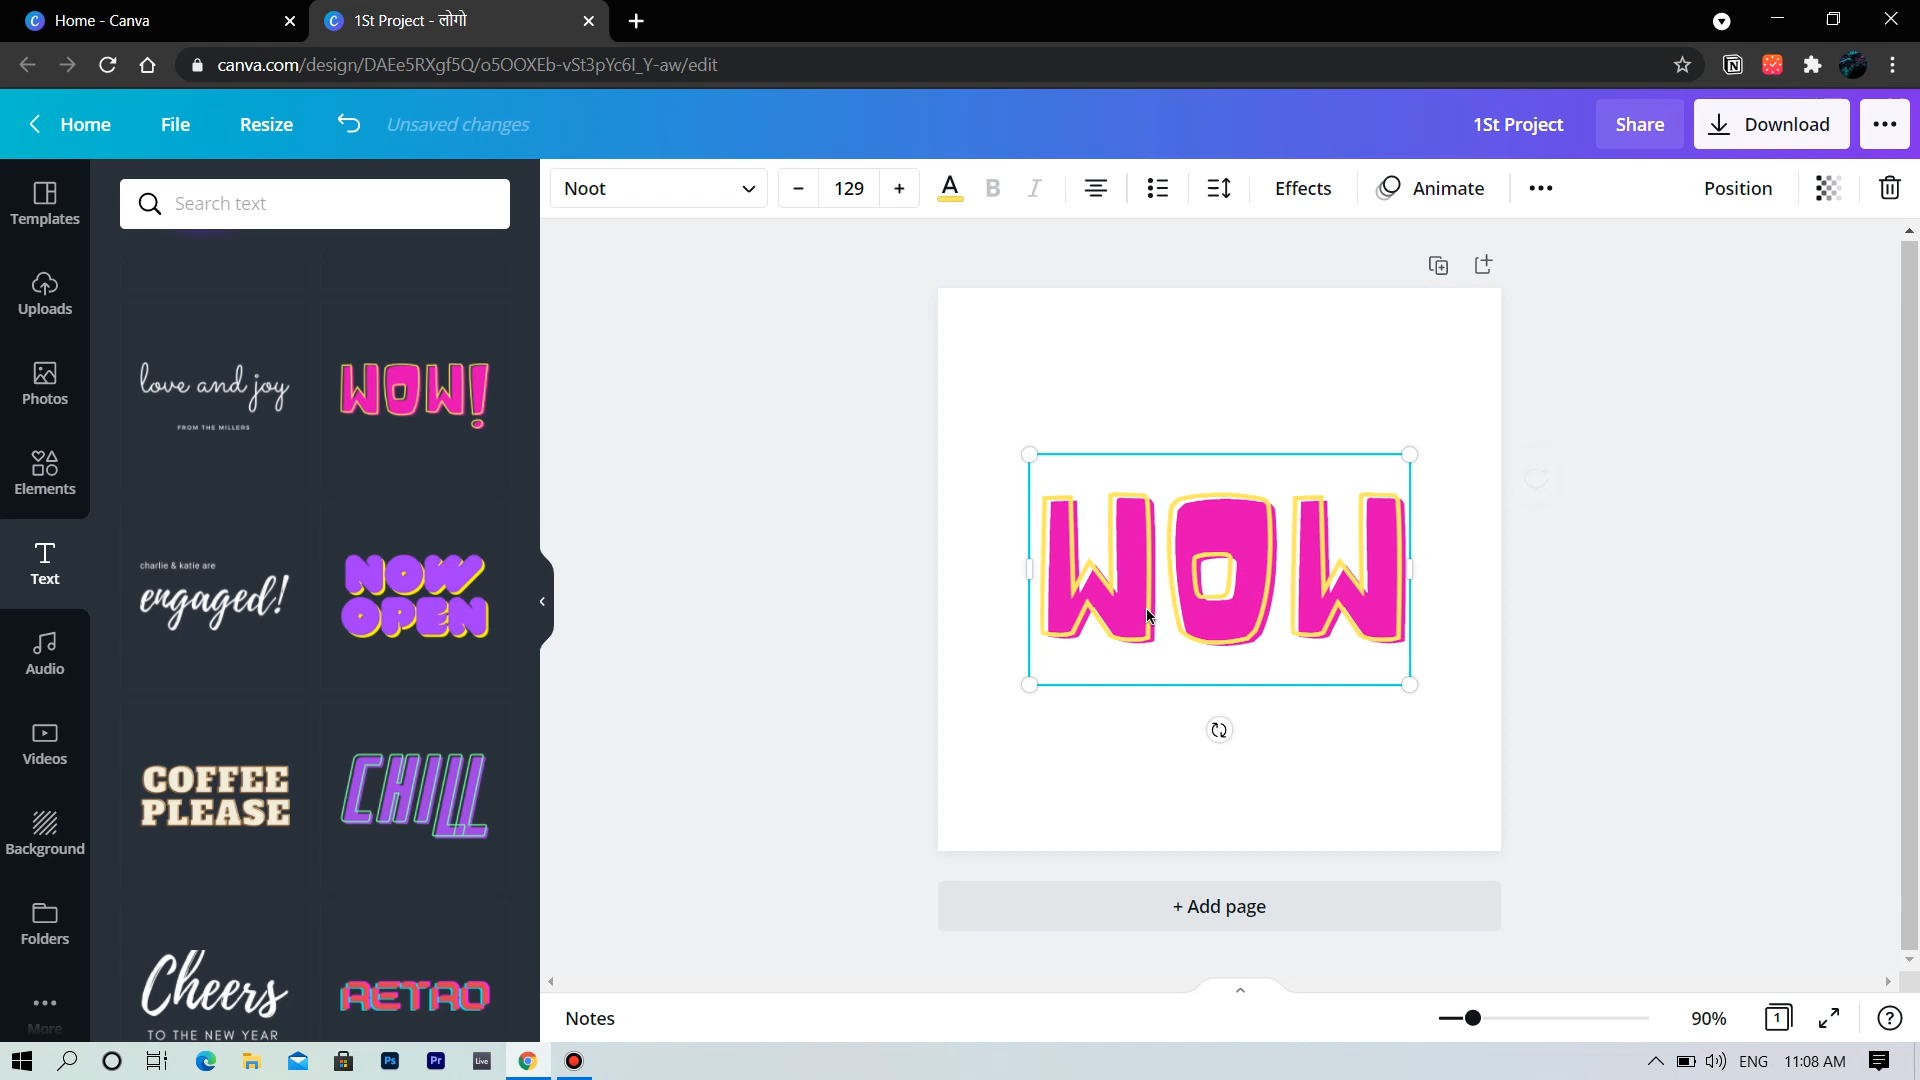 Home - Canva
1St Project - लोगो
canva.com/design/DAEe5RXgf5Q/o5OOXEb-vSt3pYc6I_Y-aw/edit
Home
File
Resize
Unsaved changes
1St Project
Share
Download
Templates
Uploads
Photos
Elements
Text
Audio
Videos
Background
Folders
More
Search text
love and joy
FROM THE MILLERS
WOW!
charlie & katie are
engaged!
NOW
OPEN
COFFEE
PLEASE
CHILL
Cheers
TO THE NEW YEAR
RETRO
Noot
- 129 +
A B I
Effects
Animate
Position
WOW
+ Add page
Notes
90%
1
?
Ps
Pr
Live
ENG
11:08 AM